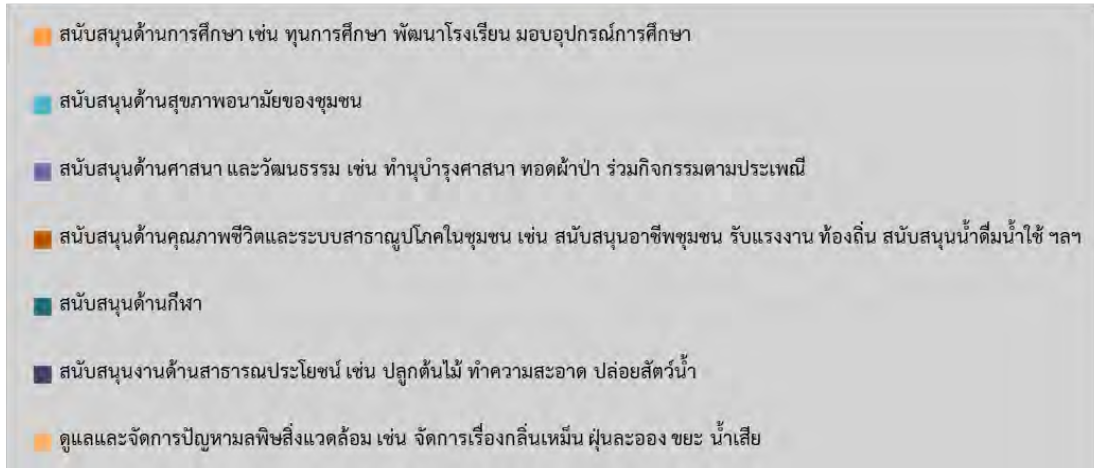 สนับสนุนด้านการศึกษา เช่น ทุนการศึกษา พัฒนาโรงเรียน มอบอุปกรณ์การศึกษา
สนับสนุนด้านสุขภาพอนามัยของชุมชน
สนับสนุนด้านศาสนา และวัฒนธรรม เช่น ทำนุบำรุงศาสนา ทอดผ้าป่า ร่วมกิจกรรมตามประเพณี
สนับสนุนด้านคุณภาพชีวิตและระบบสาธาณูปโภคในชุมชน เช่น สนับสนุนอาชีพชุมชน รับแรงงาน ท้องถิ่น สนับสนุนน้ำดื่มน้ำใช้ ฯลฯ
สนับสนุนด้านกีฬา
สนับสนุนงานด้านสาธารณประโยชน์ เช่น ปลูกต้นไม้ ทำความสะอาด ปล่อยสัตว์น้ำ
ดูแลและจัดการปัญหามลพิษสิ่งแวดล้อม เช่น จัดการเรื่องกลิ่นเหม็น ฝุ่นละออง ขยะ น้ำเสีย